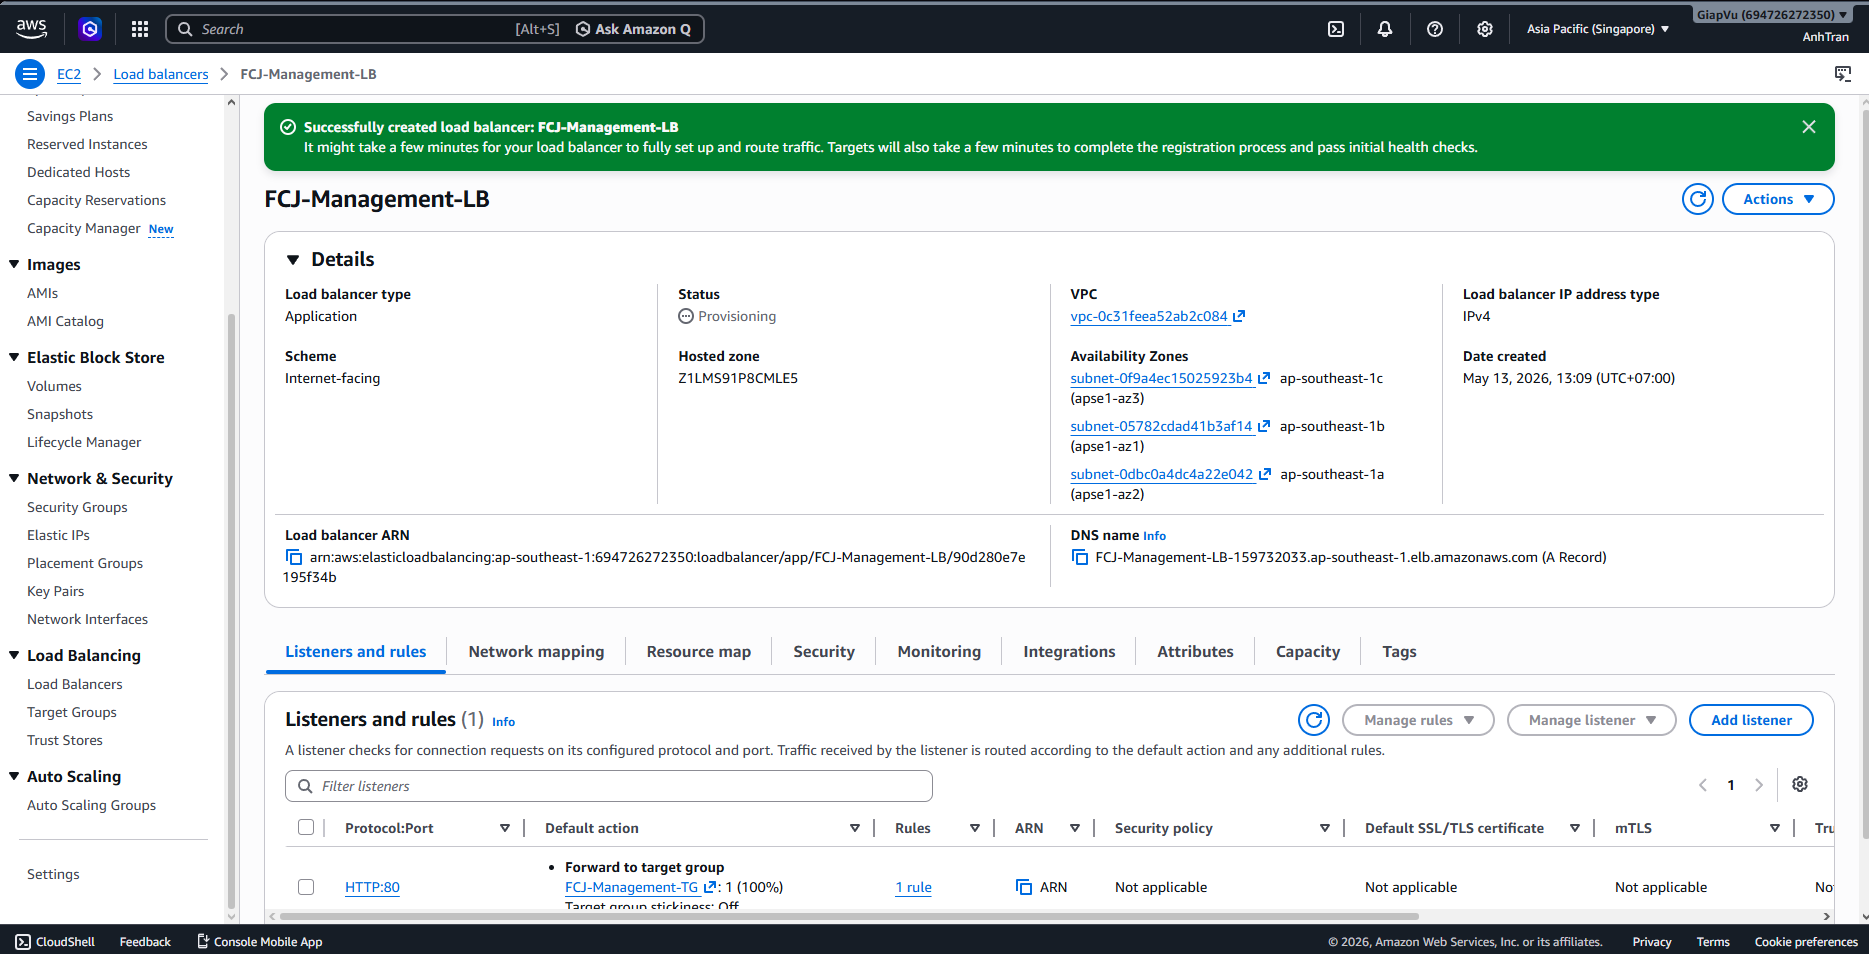 aws
Search [Alt+S] Ask Amazon Q
Asia Pacific (Singapore)
GiapVu (694726272350)
AnhTran
EC2 Load balancers FCJ-Management-LB
Savings Plans
Reserved Instances
Dedicated Hosts
Capacity Reservations
Capacity Manager New
Images
AMIs
AMI Catalog
Elastic Block Store
Volumes
Snapshots
Lifecycle Manager
Network & Security
Security Groups
Elastic IPs
Placement Groups
Key Pairs
Network Interfaces
Load Balancing
Load Balancers
Target Groups
Trust Stores
Auto Scaling
Auto Scaling Groups
Settings
Successfully created load balancer: FCJ-Management-LB
It might take a few minutes for your load balancer to fully set up and route traffic. Targets will also take a few minutes to complete the registration process and pass initial health checks.
FCJ-Management-LB
Actions
Details
Load balancer type
Application
Scheme
Internet-facing
Status
Provisioning
Hosted zone
Z1LMS91P8CMLE5
VPC
vpc-0c31feea52ab2c084
Availability Zones
subnet-0f9a4ec15025923b4 ap-southeast-1c
(apse1-az3)
subnet-05782cdad41b3af14 ap-southeast-1b
(apse1-az1)
subnet-0dbc0a4dc4a22e042 ap-southeast-1a
(apse1-az2)
Load balancer IP address type
IPv4
Date created
May 13, 2026, 13:09 (UTC+07:00)
Load balancer ARN
arn:aws:elasticloadbalancing:ap-southeast-1:694726272350:loadbalancer/app/FCJ-Management-LB/90d280e7e
195f34b
DNS name Info
FCJ-Management-LB-159732033.ap-southeast-1.elb.amazonaws.com (A Record)
Listeners and rules Network mapping Resource map Security Monitoring Integrations Attributes Capacity Tags
Listeners and rules (1) Info
Manage rules Manage listener Add listener
A listener checks for connection requests on its configured protocol and port. Traffic received by the listener is routed according to the default action and any additional rules.
Filter listeners
1
Protocol:Port Default action Rules ARN Security policy Default SSL/TLS certificate mTLS Tru
• Forward to target group
HTTP:80 FCJ-Management-TG : 1 (100%) 1 rule ARN Not applicable Not applicable Not applicable No
Target group stickiness: Off
CloudShell Feedback Console Mobile App © 2026, Amazon Web Services, Inc. or its affiliates. Privacy Terms Cookie preferences